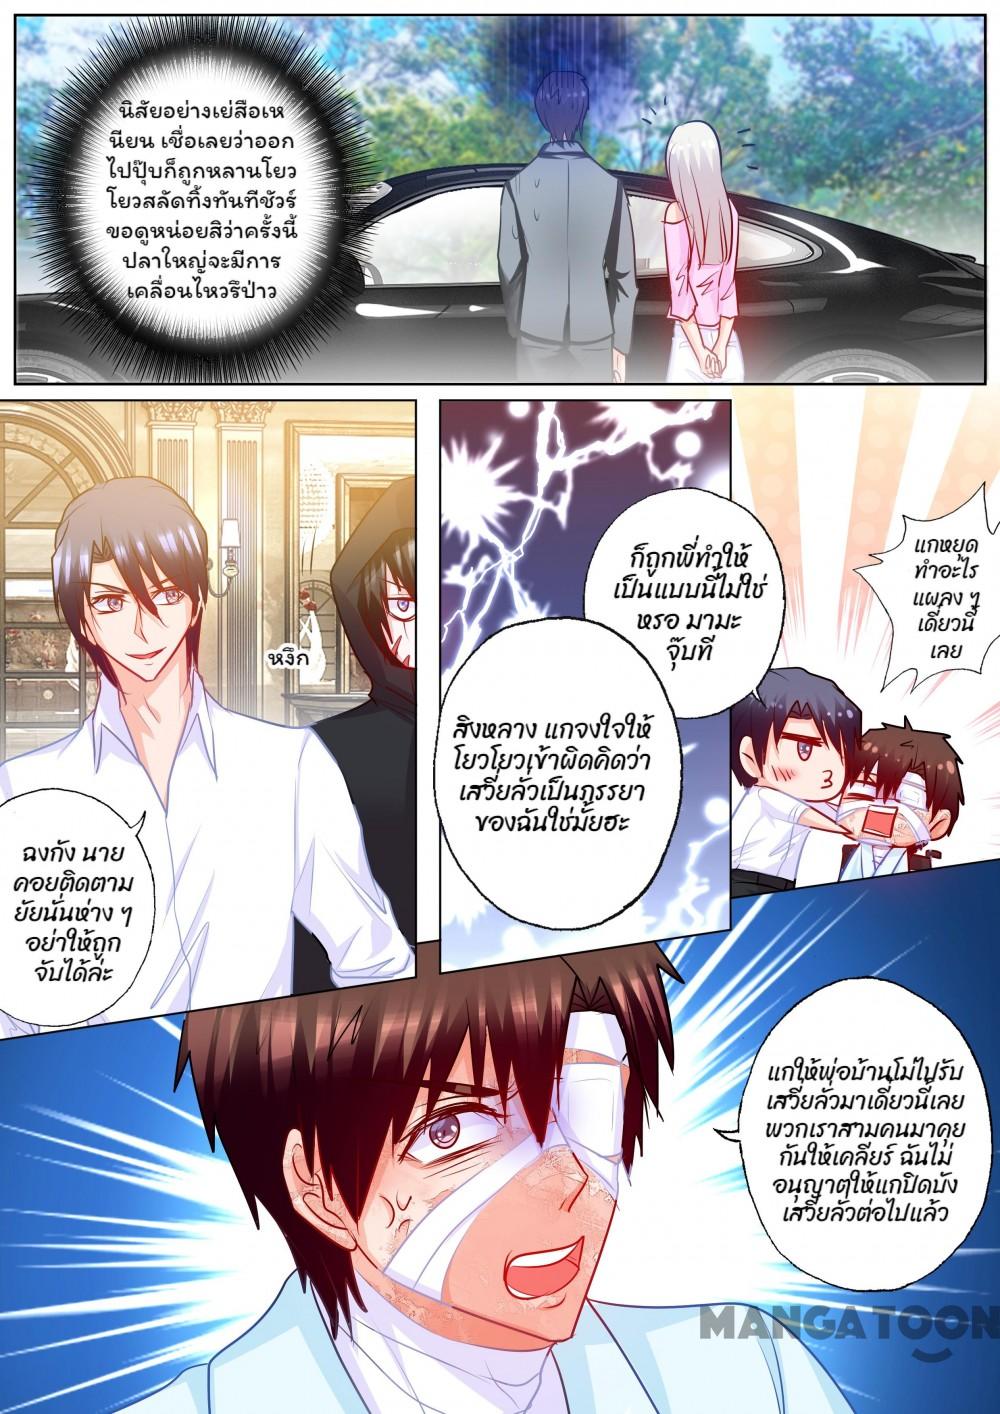 นิสัยอย่างเย่สือเห
นียน เชื่อเลยว่าออก
ไปปุ๊บก็ถูกหลานโยว
โยวสลัดทิ้งทันทีชัวร์
ขอดูหน่อยสิว่าครั้งนี้
ปลาใหญ่จะมีการ
เคลื่อนไหวรึป่าว
หงึก
ฉงกัง นาย
คอยติดตาม
ยัยนั่นห่าง ๆ
อย่าให้ถูก
จับได้ล่ะ
สิงหลาง แกจงใจให้
โยวโยวเข้าผิดคิดว่า
เสวี่ยลั่วเป็นภรรยา
ของฉันใช่มั้ยฮะ
ก็ถูกพี่ทำให้
เป็นแบบนี้ไม่ใช่
หรอ มามะ
จุ๊บที
แกหยุด
ทำอะไร
แผลง ๆ
เดี๋ยวนี้
เลย
แกให้พ่อบ้านโม่ไปรับ
เสวี่ยลั่วมาเดี๋ยวนี้เลย
พวกเราสามคนมาคุย
กันให้เคลียร์ ฉันไม่
อนุญาตให้แกปิดบัง
เสวี่ยลั่วต่อไปแล้ว
MANGATOON